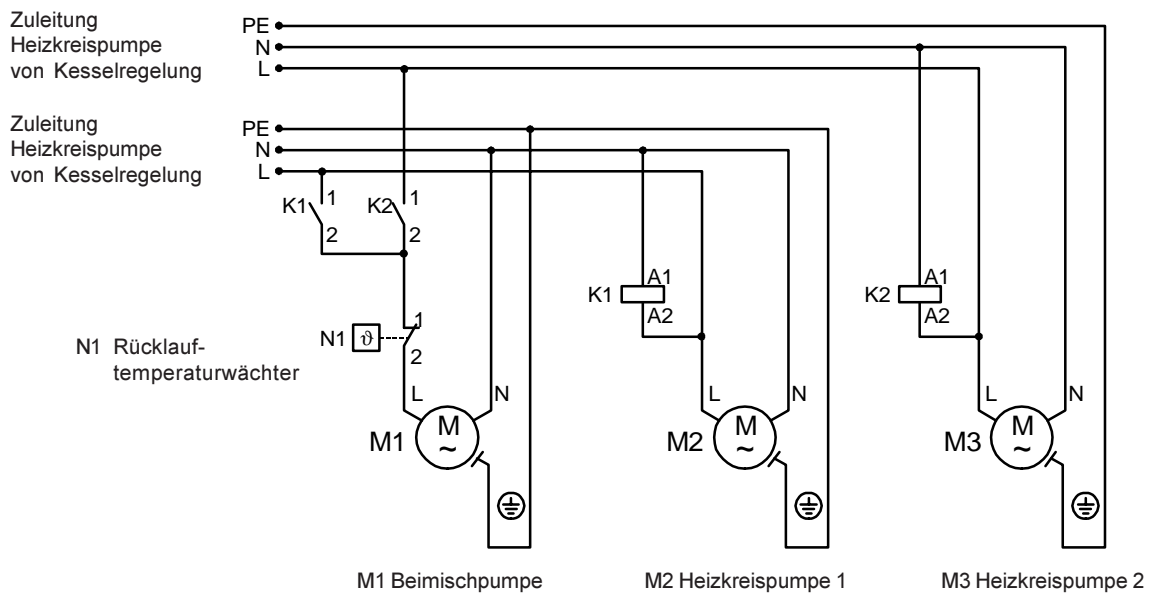 Zuleitung
Heizkreispumpe
von Kesselregelung
PE
N
L
Zuleitung
Heizkreispumpe
von Kesselregelung
PE
N
L
K1
1
2
K2
1
2
K1
A1
A2
K2
A1
A2
N1
ϑ
1
2
N1 Rücklauf-
temperaturwächter
L
N
M1
M
~
L
N
M2
M
~
L
N
M3
M
~
M1 Beimischpumpe
M2 Heizkreispumpe 1
M3 Heizkreispumpe 2